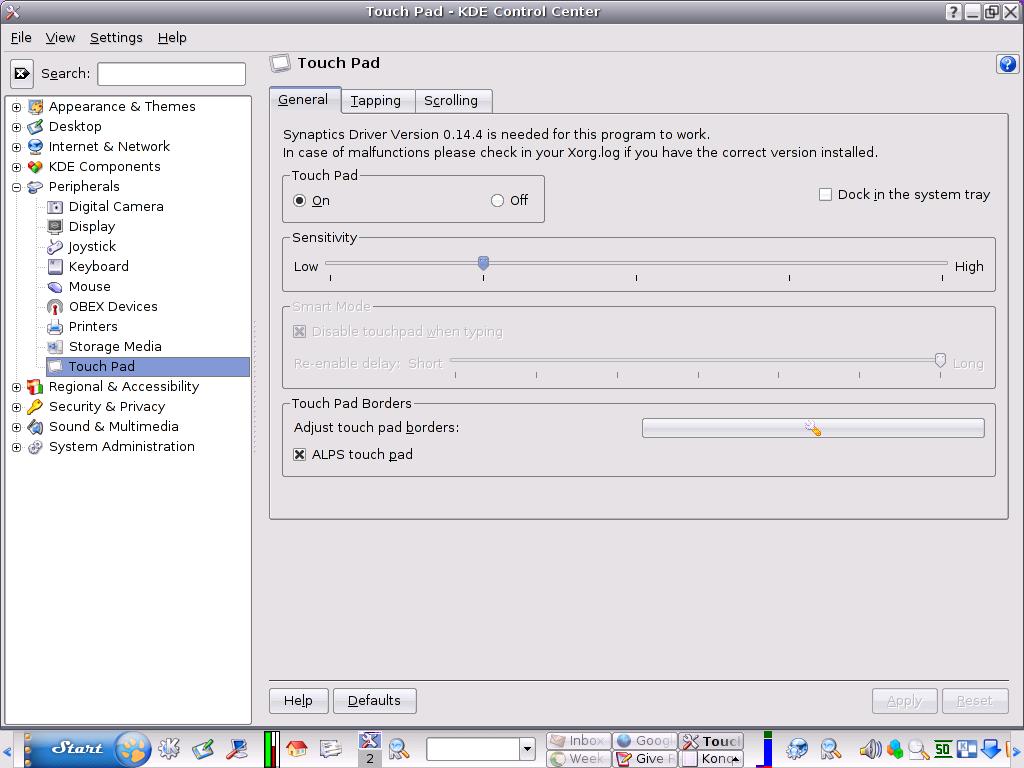 Touch Pad - KDE Control Center
File View Settings Help
Search:
Appearance & Themes
Desktop
Internet & Network
KDE Components
Peripherals
Digital Camera
Display
Joystick
Keyboard
Mouse
OBEX Devices
Printers
Storage Media
Touch Pad
Regional & Accessibility
Security & Privacy
Sound & Multimedia
System Administration
Touch Pad
General Tapping Scrolling
Synaptics Driver Version 0.14.4 is needed for this program to work.
In case of malfunctions please check in your Xorg.log if you have the correct version installed.
Touch Pad
On Off
Dock in the system tray
Sensitivity
Low High
Smart Mode
Disable touchpad when typing
Re-enable delay: Short Long
Touch Pad Borders
Adjust touch pad borders:
ALPS touch pad
Help Defaults Apply Reset
Start
2
Inbox Goog Touch
Week Give F Kong
50